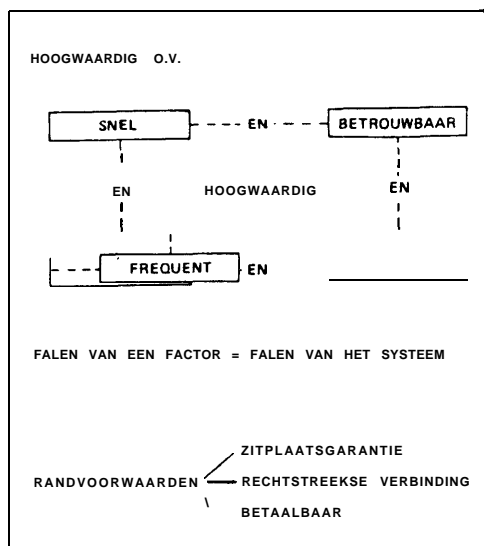 HOOGWAARDIG O.V.
SNEL EN BETROUWBAAR
EN HOOGWAARDIG EN
FREQUENT EN
FALEN VAN EEN FACTOR = FALEN VAN HET SYSTEEM
ZITPLAATSGARANTIE
RANDVOORWAARDEN RECHTSTREEKSE VERBINDING
BETAALBAAR